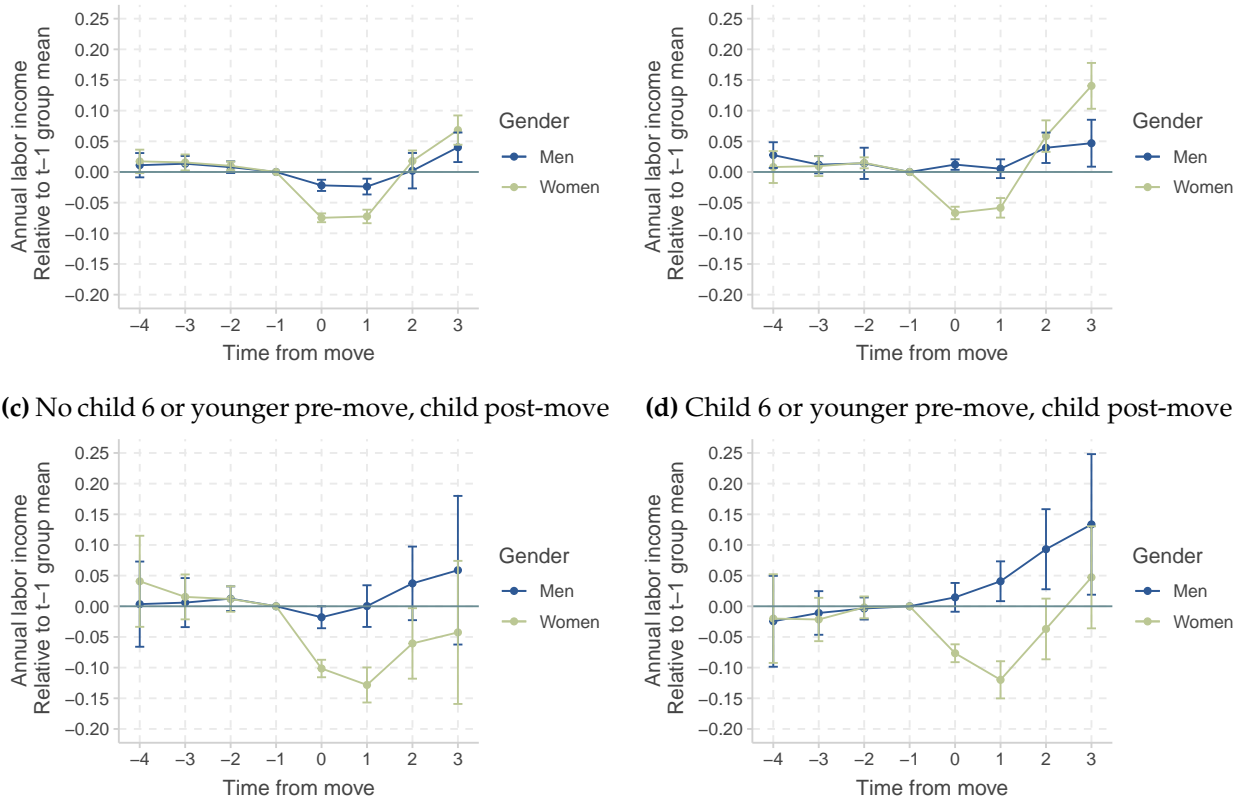 0.25
0.20
0.15
0.10
0.05
0.00
−0.05
−0.10
−0.15
−0.20
Annual labor income
Relative to t−1 group mean
−4 −3 −2 −1 0 1 2 3
Time from move
Gender
Men
Women
0.25
0.20
0.15
0.10
0.05
0.00
−0.05
−0.10
−0.15
−0.20
Annual labor income
Relative to t−1 group mean
−4 −3 −2 −1 0 1 2 3
Time from move
Gender
Men
Women
(c) No child 6 or younger pre-move, child post-move
(d) Child 6 or younger pre-move, child post-move
0.25
0.20
0.15
0.10
0.05
0.00
−0.05
−0.10
−0.15
−0.20
Annual labor income
Relative to t−1 group mean
−4 −3 −2 −1 0 1 2 3
Time from move
Gender
Men
Women
0.25
0.20
0.15
0.10
0.05
0.00
−0.05
−0.10
−0.15
−0.20
Annual labor income
Relative to t−1 group mean
−4 −3 −2 −1 0 1 2 3
Time from move
Gender
Men
Women